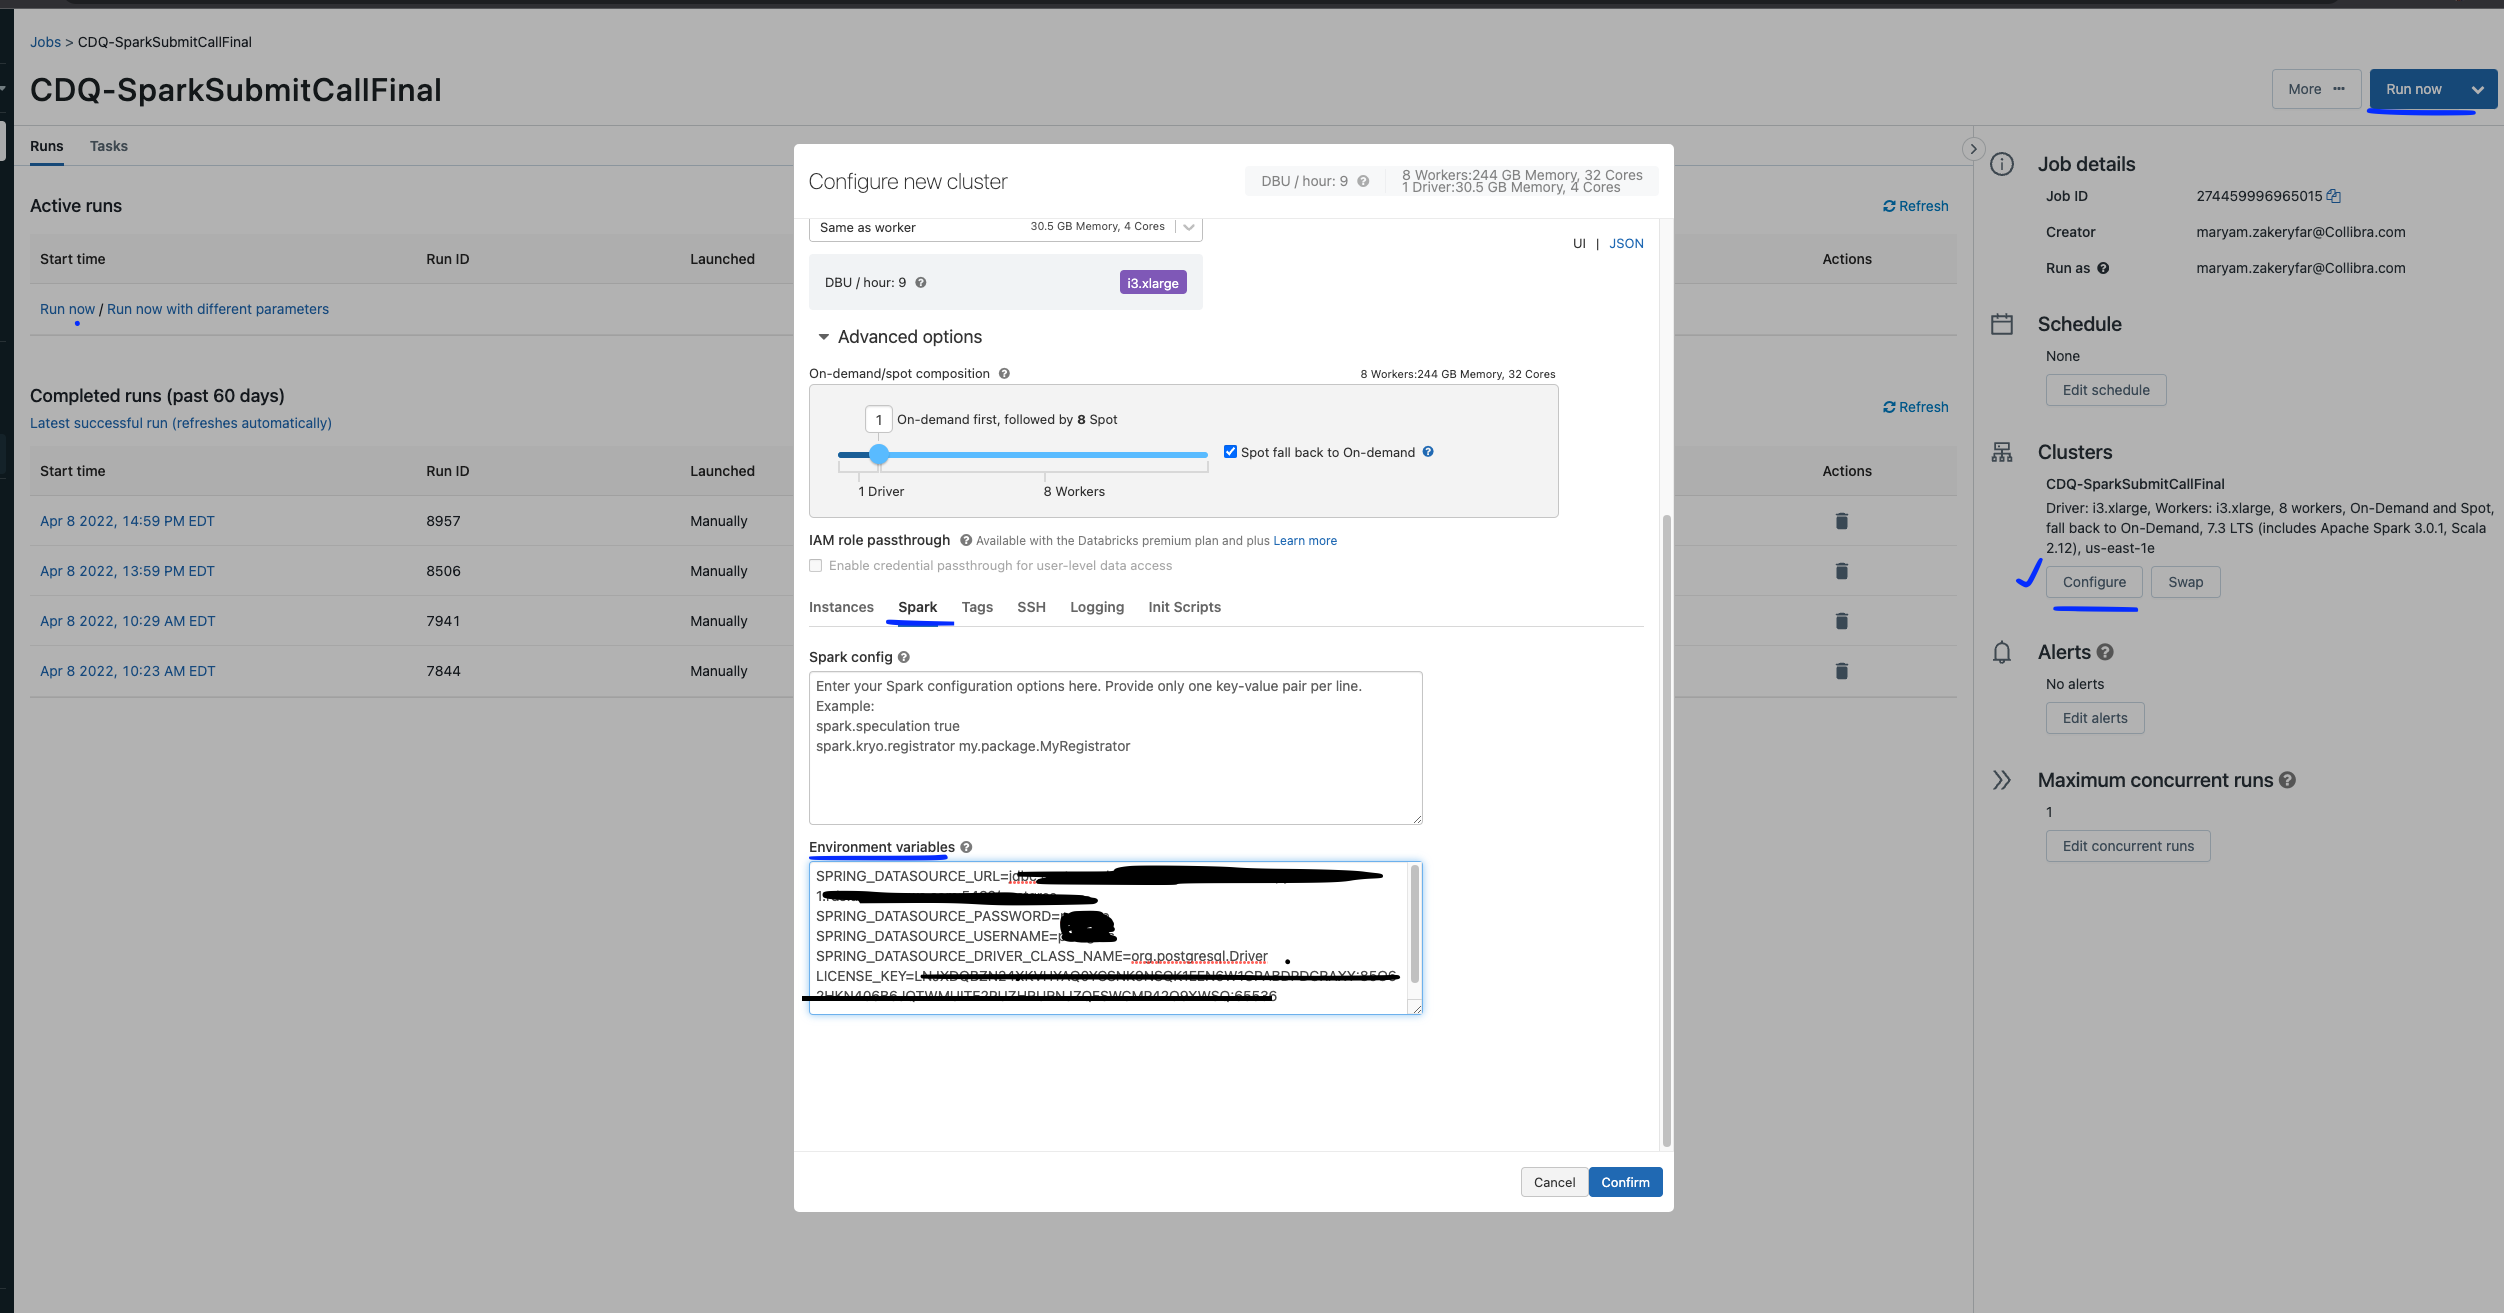 Jobs > CDQ-SparkSubmitCallFinal
CDQ-SparkSubmitCallFinal
More ···
Run now
Runs Tasks
Active runs
Refresh
Start time Run ID Launched Actions
Run now / Run now with different parameters
Completed runs (past 60 days)
Latest successful run (refreshes automatically)
Refresh
Start time Run ID Launched Actions
Apr 8 2022, 14:59 PM EDT 8957 Manually
Apr 8 2022, 13:59 PM EDT 8506 Manually
Apr 8 2022, 10:29 AM EDT 7941 Manually
Apr 8 2022, 10:23 AM EDT 7844 Manually
Configure new cluster
DBU / hour: 9
8 Workers:244 GB Memory, 32 Cores
1 Driver:30.5 GB Memory, 4 Cores
Same as worker 30.5 GB Memory, 4 Cores
UI | JSON
DBU / hour: 9 i3.xlarge
Advanced options
On-demand/spot composition 8 Workers:244 GB Memory, 32 Cores
1 On-demand first, followed by 8 Spot
Spot fall back to On-demand
1 Driver 8 Workers
IAM role passthrough Available with the Databricks premium plan and plus Learn more
Enable credential passthrough for user-level data access
Instances Spark Tags SSH Logging Init Scripts
Spark config
Enter your Spark configuration options here. Provide only one key-value pair per line.
Example:
spark.speculation true
spark.kryo.registrator my.package.MyRegistrator
Environment variables
SPRING_DATASOURCE_URL=
SPRING_DATASOURCE_PASSWORD=
SPRING_DATASOURCE_USERNAME=
SPRING_DATASOURCE_DRIVER_CLASS_NAME=org.postgresql.Driver
LICENSE_KEY=
Cancel Confirm
Job details
Job ID 274459996965015
Creator maryam.zakeryfar@Collibra.com
Run as maryam.zakeryfar@Collibra.com
Schedule
None
Edit schedule
Clusters
CDQ-SparkSubmitCallFinal
Driver: i3.xlarge, Workers: i3.xlarge, 8 workers, On-Demand and Spot,
fall back to On-Demand, 7.3 LTS (includes Apache Spark 3.0.1, Scala
2.12), us-east-1e
Configure Swap
Alerts
No alerts
Edit alerts
Maximum concurrent runs
1
Edit concurrent runs